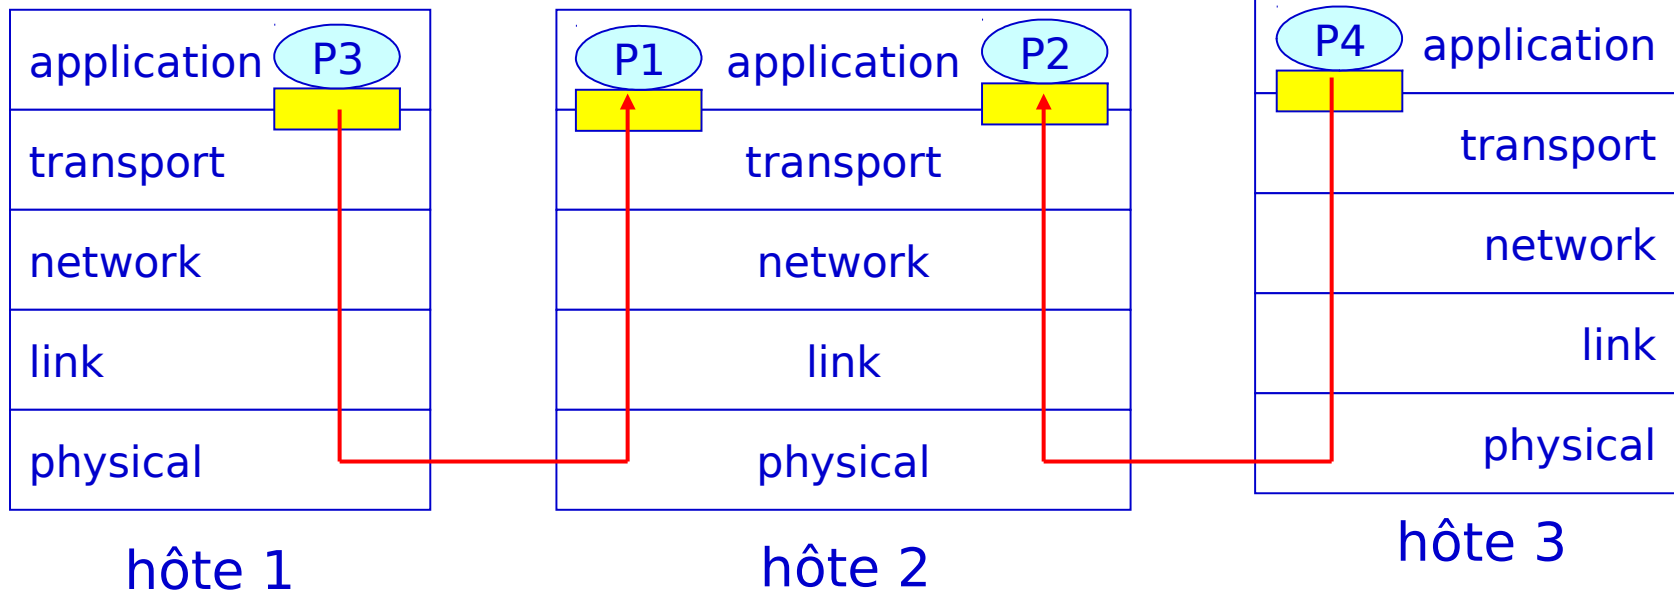 application P3
transport
network
link
physical
hôte 1
P1 application P2
transport
network
link
physical
hôte 2
P4 application
transport
network
link
physical
hôte 3